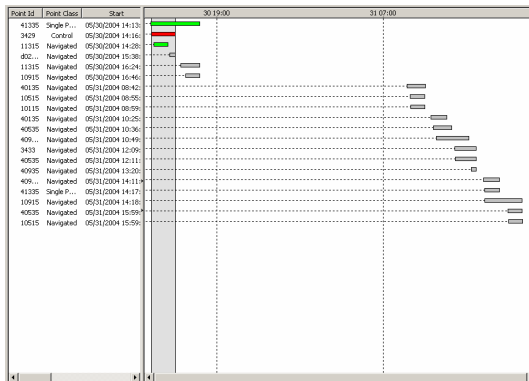 Point Id Point Class Start 30 19:00 31 07:00
41335 Single P... 05/30/2004 14:13:
3429 Control 05/30/2004 14:16:
11315 Navigated 05/30/2004 14:28:
d02... Navigated 05/30/2004 15:38:
11315 Navigated 05/30/2004 16:24:
10915 Navigated 05/30/2004 16:46:
40135 Navigated 05/31/2004 08:42:
10515 Navigated 05/31/2004 08:55:
10115 Navigated 05/31/2004 08:59:
40135 Navigated 05/31/2004 10:25:
40535 Navigated 05/31/2004 10:36:
409... Navigated 05/31/2004 10:49:
3433 Navigated 05/31/2004 12:09:
40535 Navigated 05/31/2004 12:11:
40935 Navigated 05/31/2004 13:20:
409... Navigated 05/31/2004 14:11:
41335 Single P... 05/31/2004 14:17:
10915 Navigated 05/31/2004 14:18:
40535 Navigated 05/31/2004 15:59:
10515 Navigated 05/31/2004 15:59: